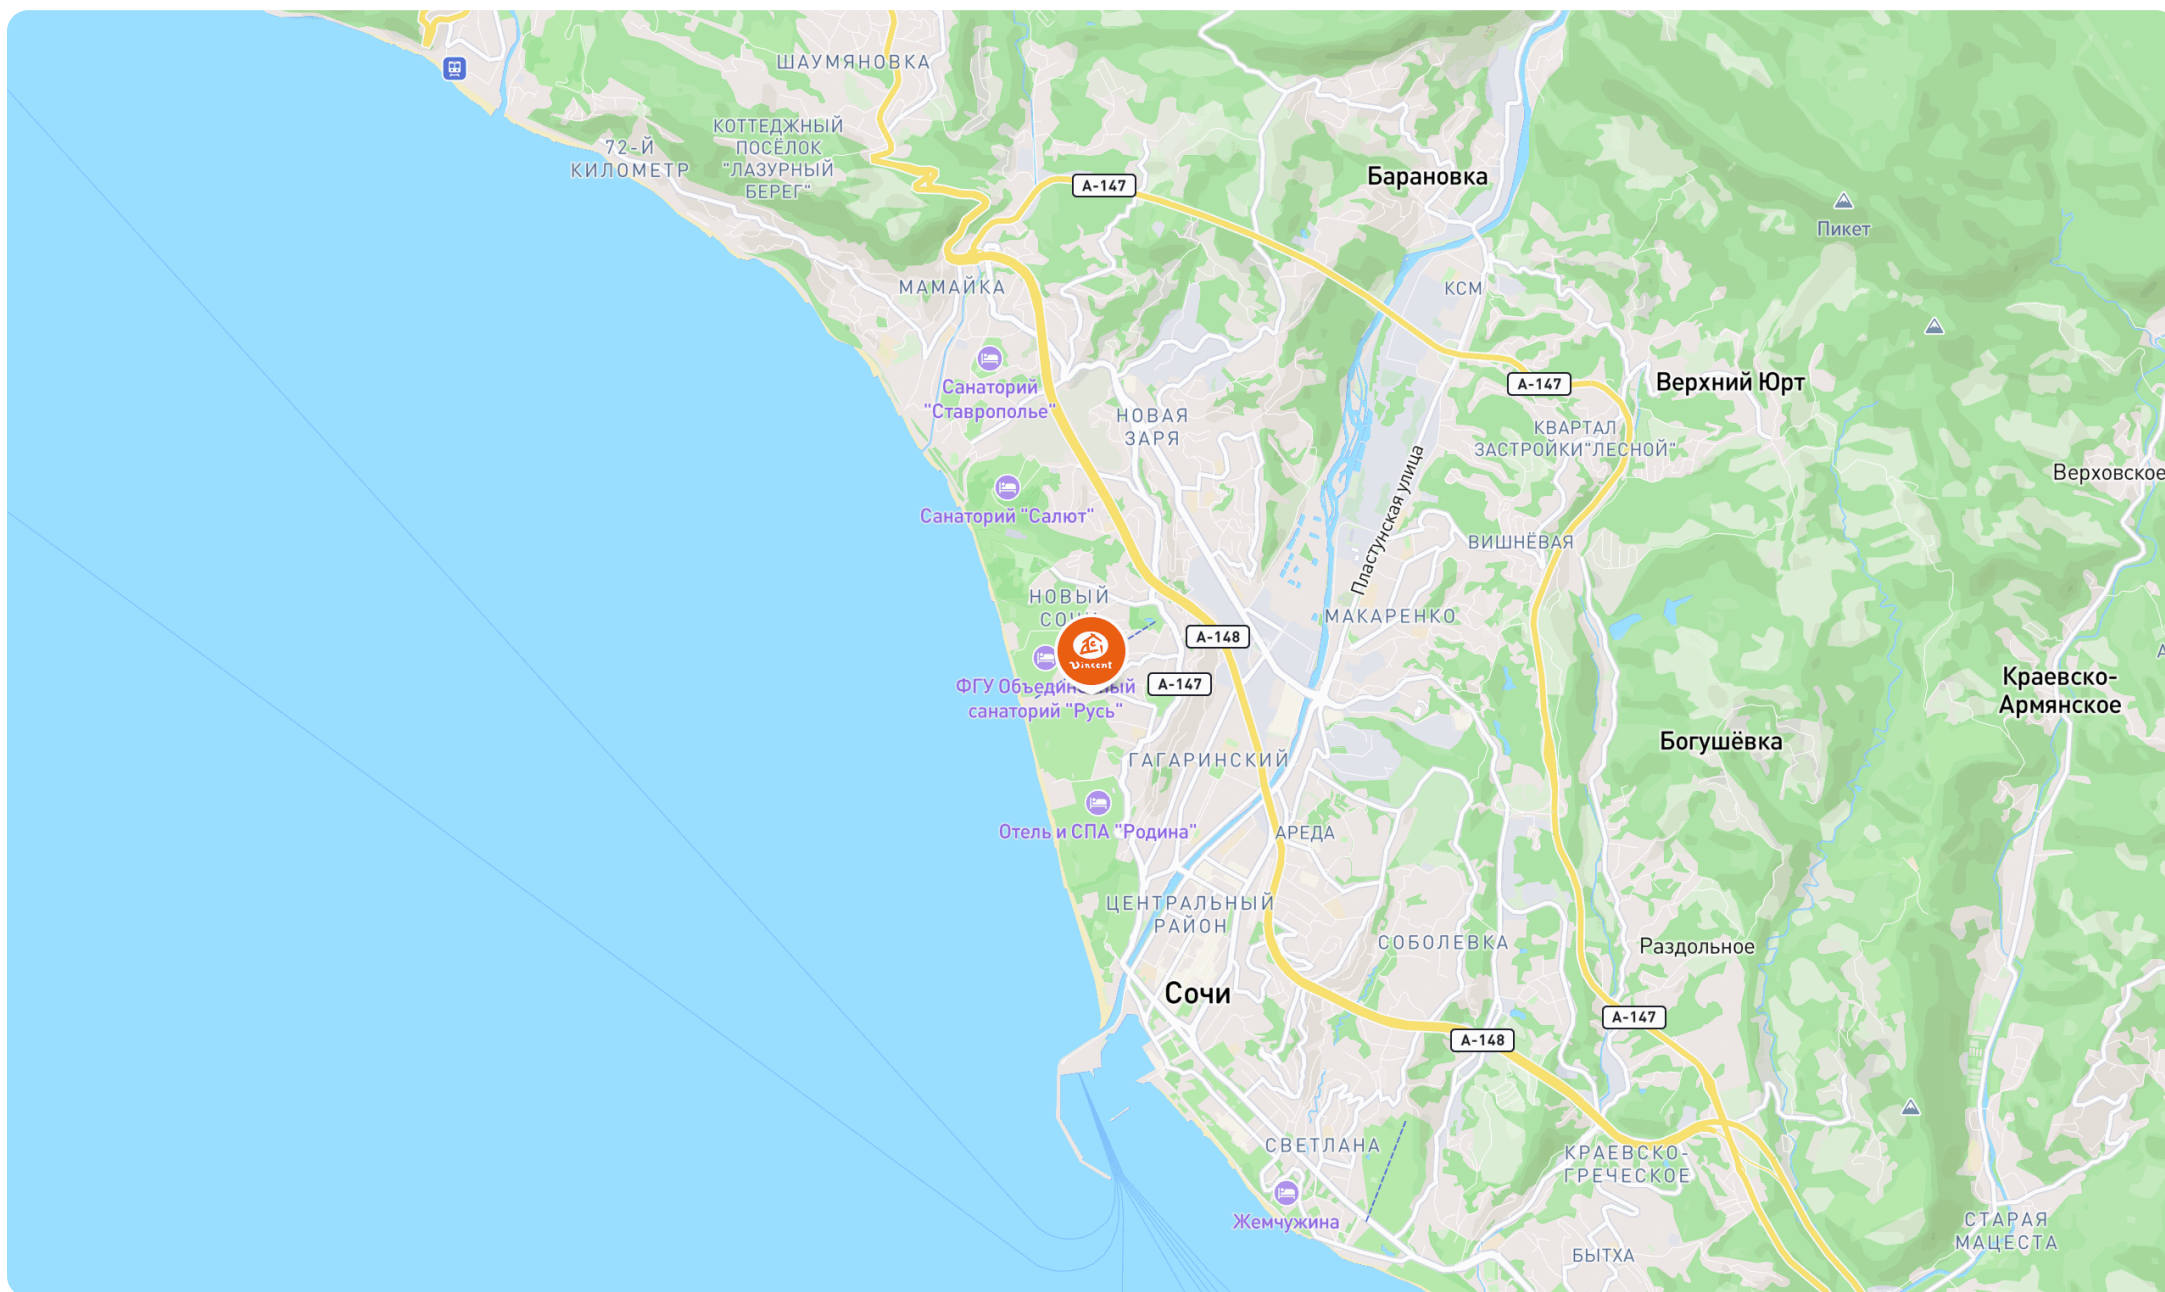 ШАУМЯНОВКА
КОТТЕДЖНЫЙ
ПОСЁЛОК
"ЛАЗУРНЫЙ
БЕРЕГ"
72-Й
КИЛОМЕТР
А-147
Барановка
Пикет
МАМАЙКА
КСМ
Санаторий
"Ставрополье"
НОВАЯ
ЗАРЯ
А-147
Верхний Юрт
КВАРТАЛ
ЗАСТРОЙКИ"ЛЕСНОЙ"
Верховское
Пластунская улица
Санаторий "Салют"
ВИШНЁВАЯ
НОВЫЙ
СОЧИ
МАКАРЕНКО
А-148
Vincent
А-147
ФГУ Объединённый
санаторий "Русь"
Краевско-
Армянское
Богушёвка
ГАГАРИНСКИЙ
Отель и СПА "Родина"
АРЕДА
ЦЕНТРАЛЬНЫЙ
РАЙОН
СОБОЛЕВКА
Раздольное
Сочи
А-147
А-148
СВЕТЛАНА
КРАЕВСКО-
ГРЕЧЕСКОЕ
Жемчужина
СТАРАЯ
МАЦЕСТА
БЫТХА